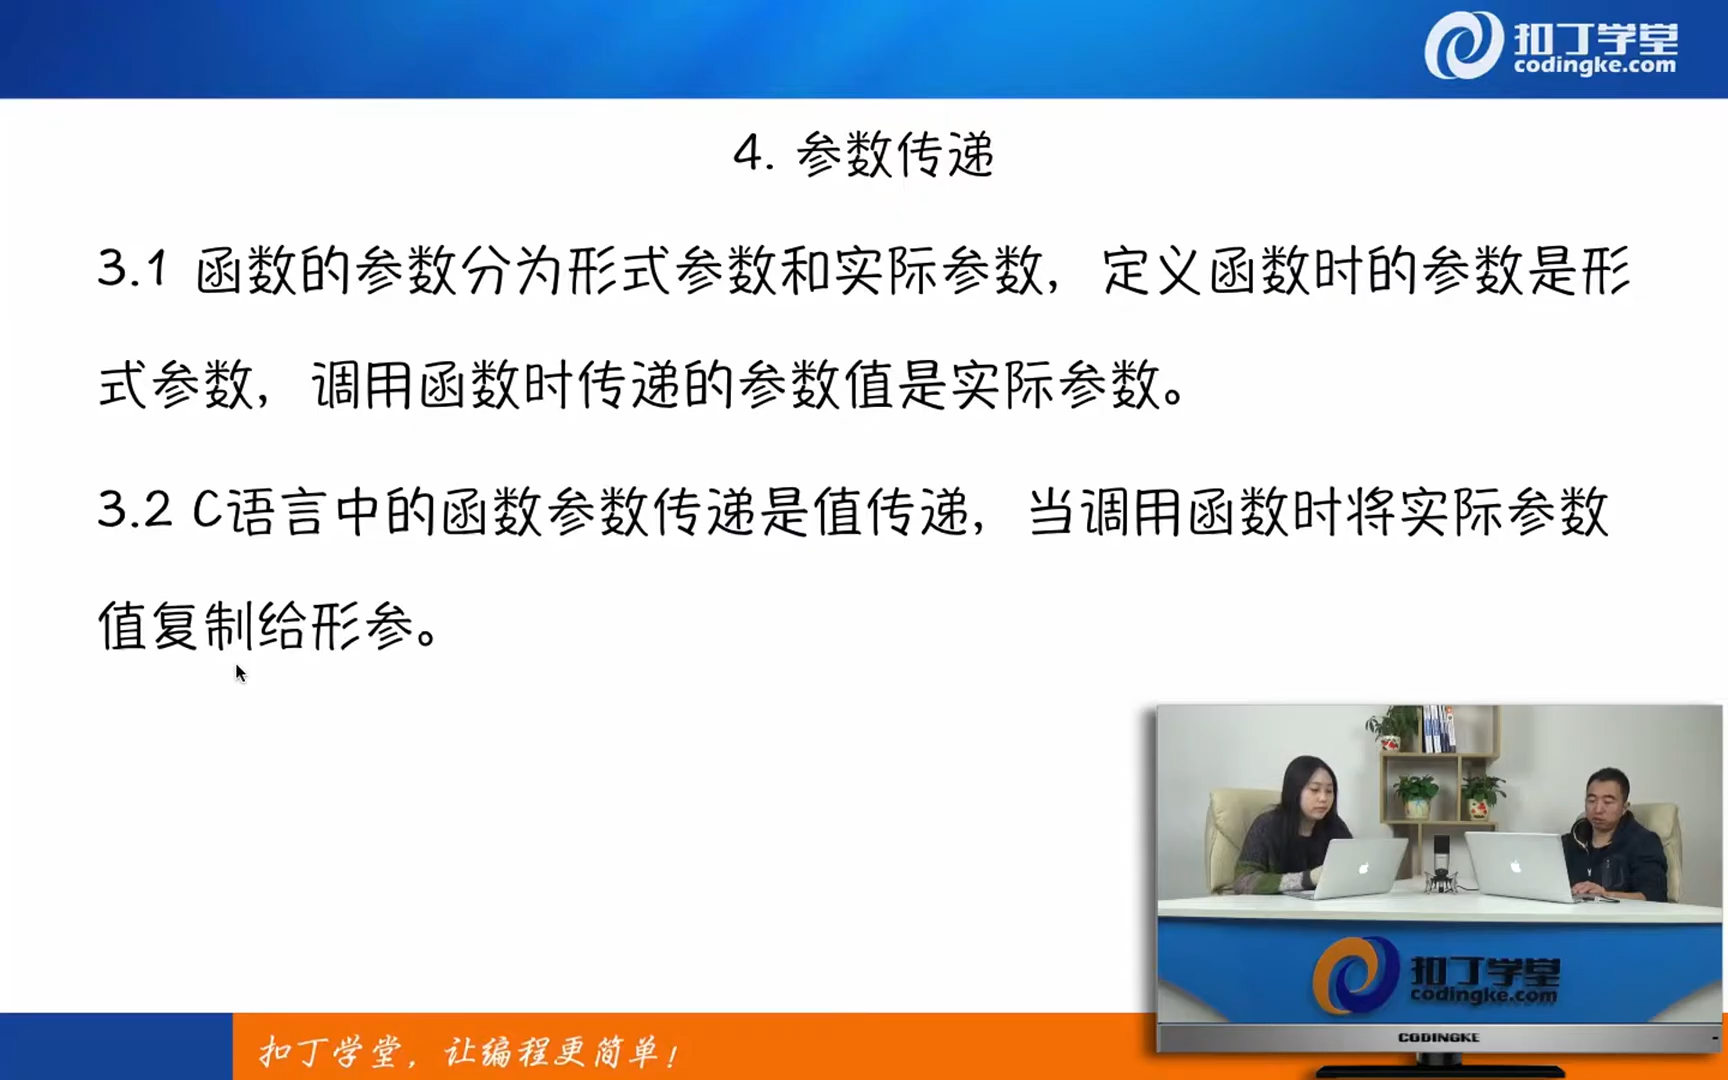 扣丁学堂
codingke.com
4. 参数传递
3.1 函数的参数分为形式参数和实际参数，定义函数时的参数是形
式参数，调用函数时传递的参数值是实际参数。
3.2 C语言中的函数参数传递是值传递，当调用函数时将实际参数
值复制给形参。
扣丁学堂
codingke.com
CODINGKE
扣丁学堂，让编程更简单！